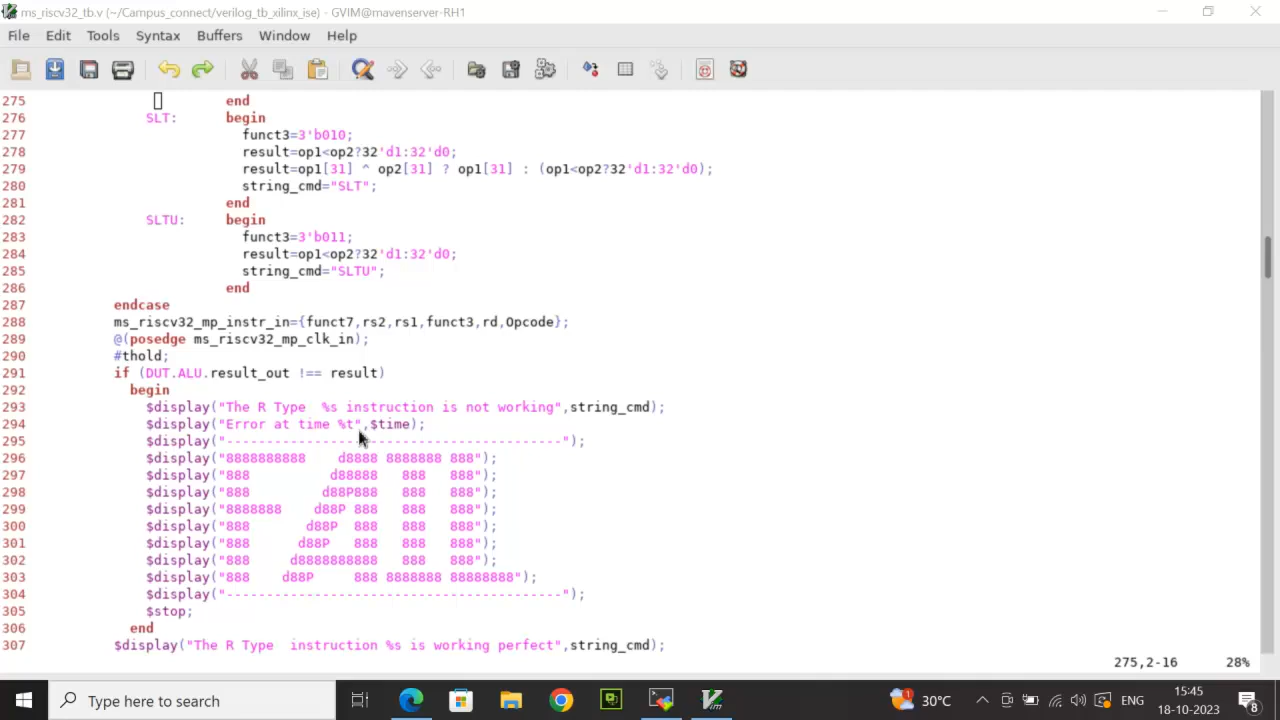 ms_riscv32_tb.v (~/Campus_connect/verilog_tb_xilinx_ise) - GVIM@mavenserver-RH1
File Edit Tools Syntax Buffers Window Help
275 end
276 SLT: begin
277 funct3=3'b010;
278 result=op1<op2?32'd1:32'd0;
279 result=op1[31] ^ op2[31] ? op1[31] : (op1<op2?32'd1:32'd0);
280 string_cmd="SLT";
281 end
282 SLTU: begin
283 funct3=3'b011;
284 result=op1<op2?32'd1:32'd0;
285 string_cmd="SLTU";
286 end
287 endcase
288 ms_riscv32_mp_instr_in={funct7,rs2,rs1,funct3,rd,Opcode};
289 @(posedge ms_riscv32_mp_clk_in);
290 #thold;
291 if (DUT.ALU.result_out !== result)
292 begin
293 $display("The R Type  %s instruction is not working",string_cmd);
294 $display("Error at time %t",$time);
295 $display("------------------------------------------");
296 $display("8888888888    d8888 8888888 888");
297 $display("888          d88888   888   888");
298 $display("888         d88P888   888   888");
299 $display("8888888    d88P 888   888   888");
300 $display("888       d88P  888   888   888");
301 $display("888      d88P   888   888   888");
302 $display("888     d8888888888   888   888");
303 $display("888    d88P     888 8888888 88888888");
304 $display("------------------------------------------");
305 $stop;
306 end
307 $display("The R Type  instruction %s is working perfect",string_cmd);
275,2-16 28%
Type here to search
30°C
ENG
15:45
18-10-2023
8